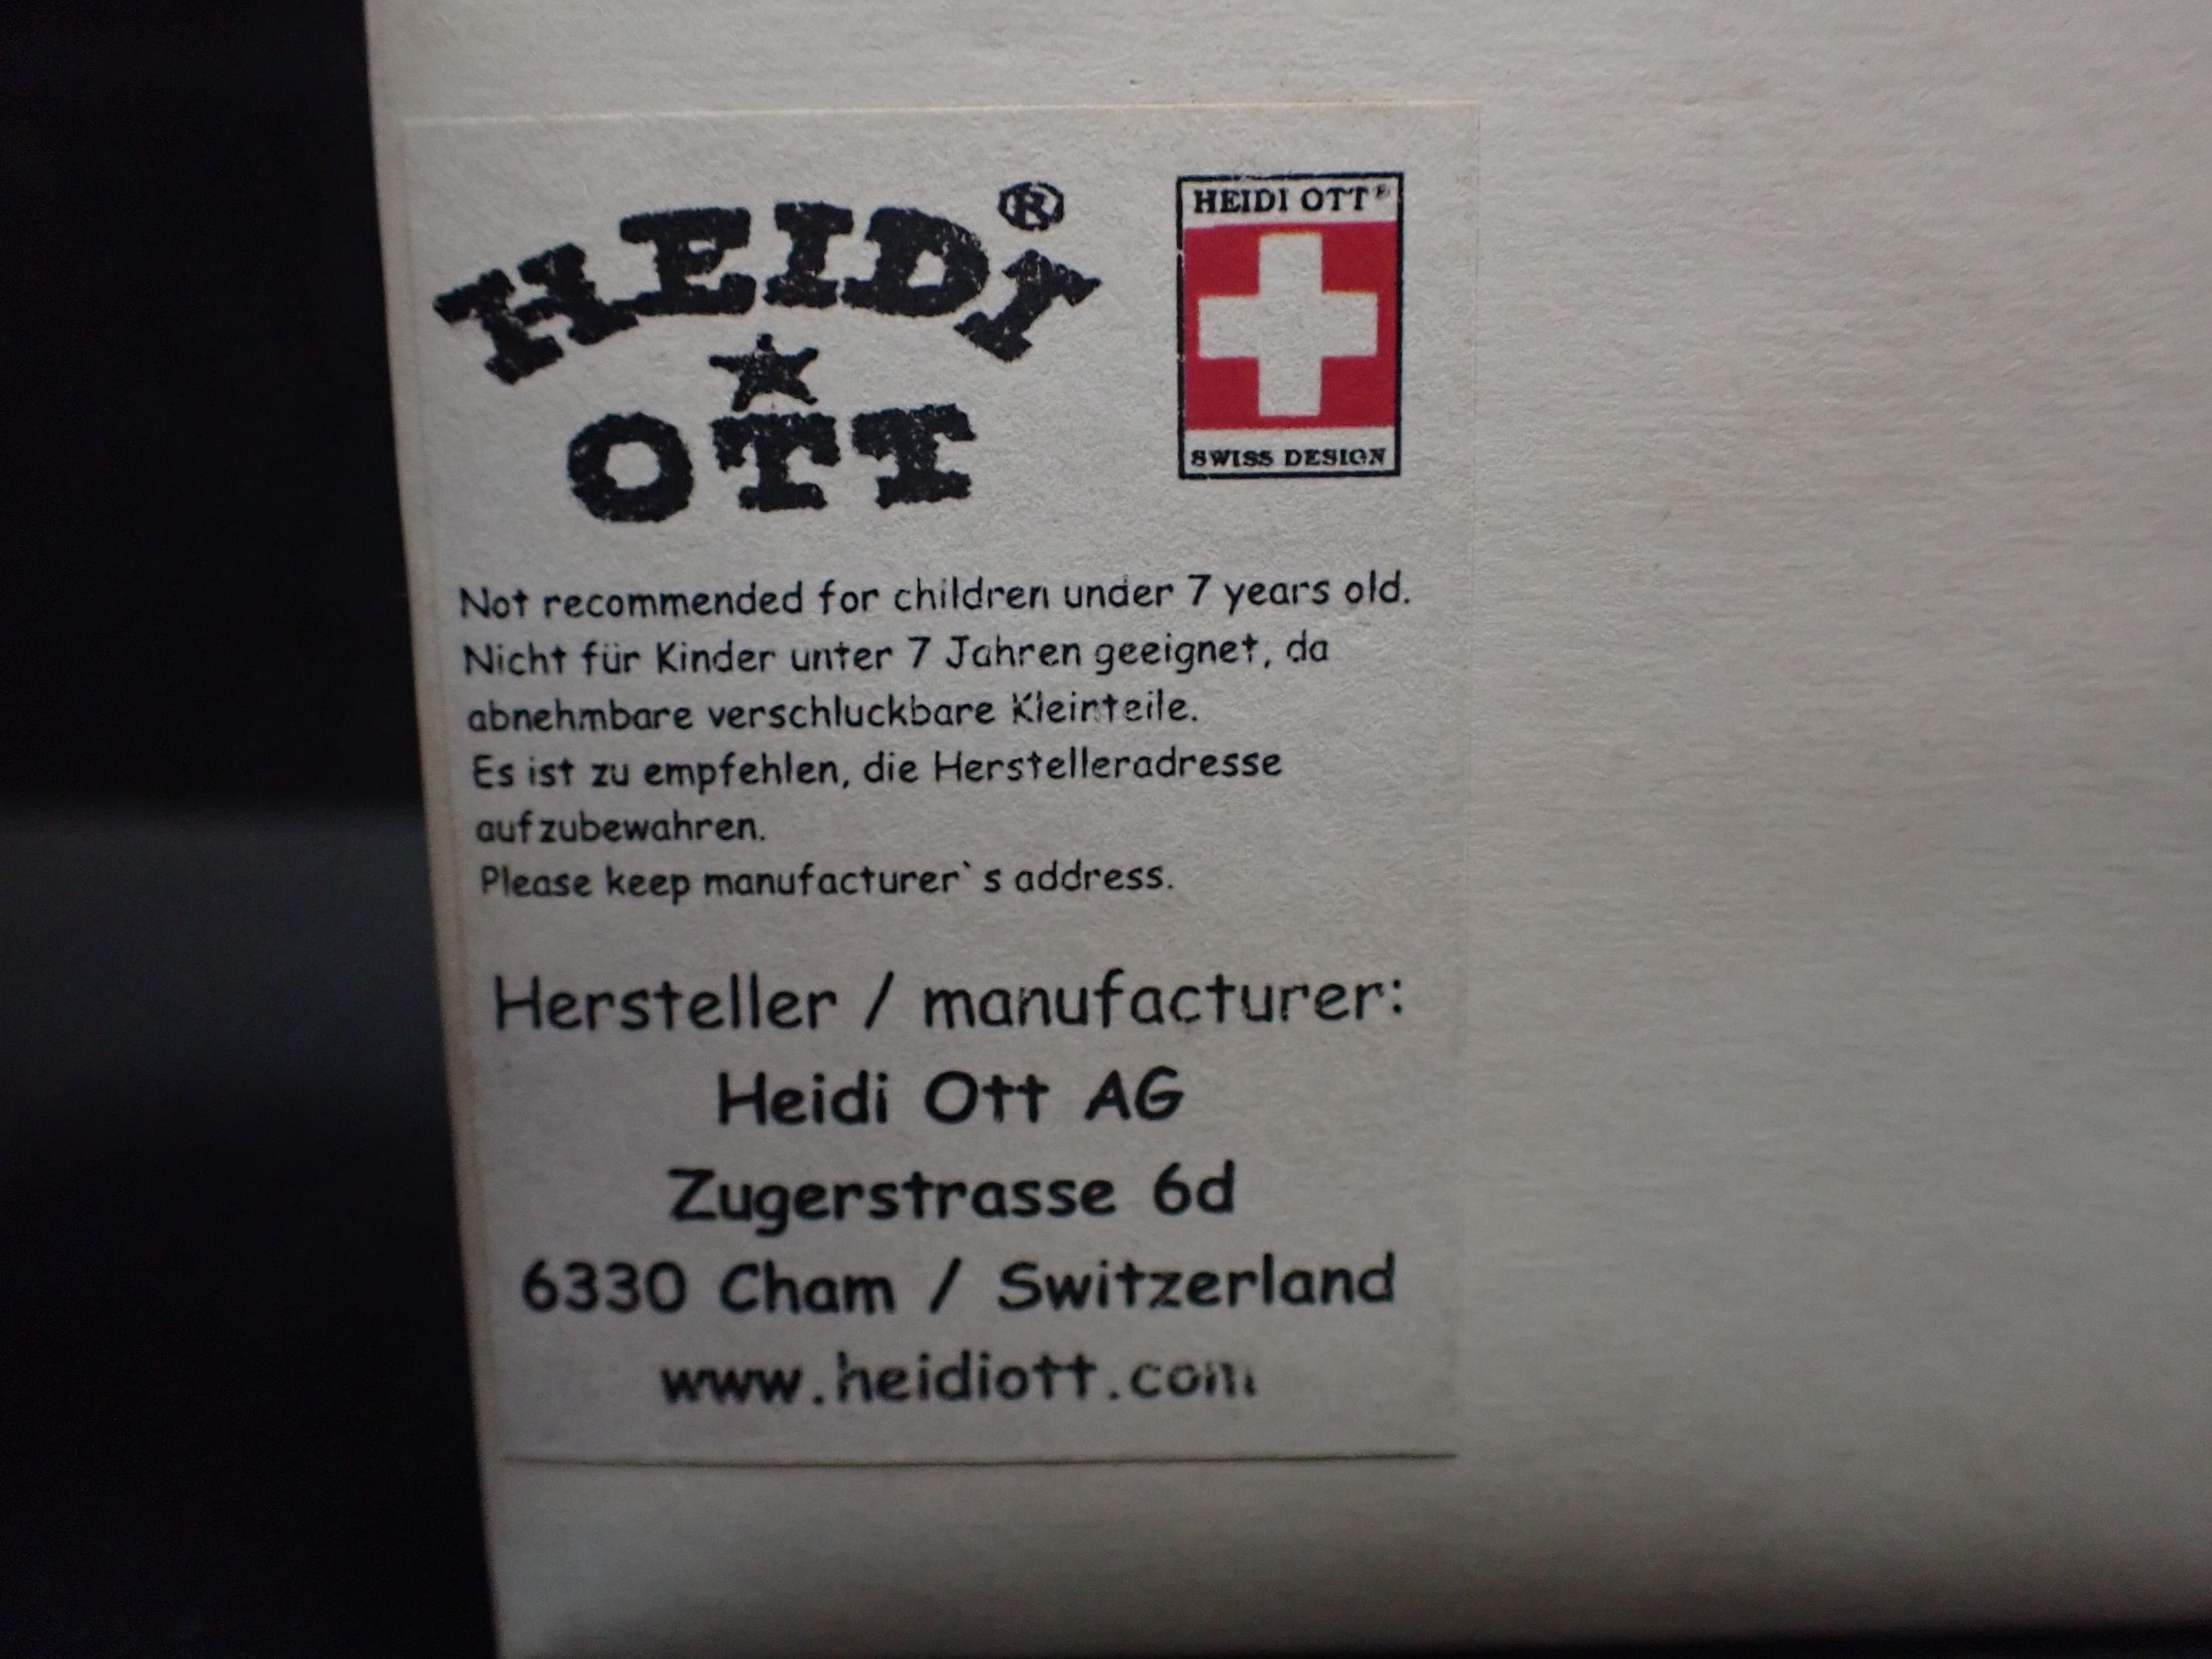 HEIDI®
OTT
HEIDI OTT®
SWISS DESIGN
Not recommended for children under 7 years old.
Nicht für Kinder unter 7 Jahren geeignet, da
abnehmbare verschluckbare Kleinteile.
Es ist zu empfehlen, die Herstelleradresse
aufzubewahren.
Please keep manufacturer`s address.
Hersteller / manufacturer:
Heidi Ott AG
Zugerstrasse 6d
6330 Cham / Switzerland
www.heidiott.com